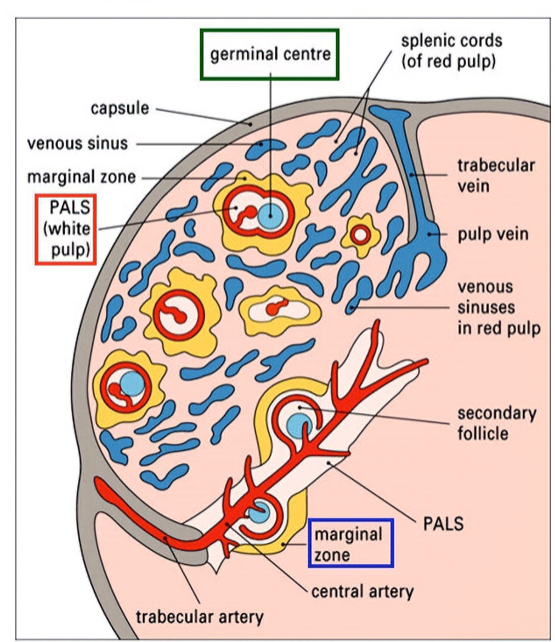 germinal centre
splenic cords
(of red pulp)
capsule
venous sinus
marginal zone
PALS
(white
pulp)
trabecular
vein
pulp vein
venous
sinuses
in red pulp
secondary
follicle
PALS
marginal
zone
central artery
trabecular artery